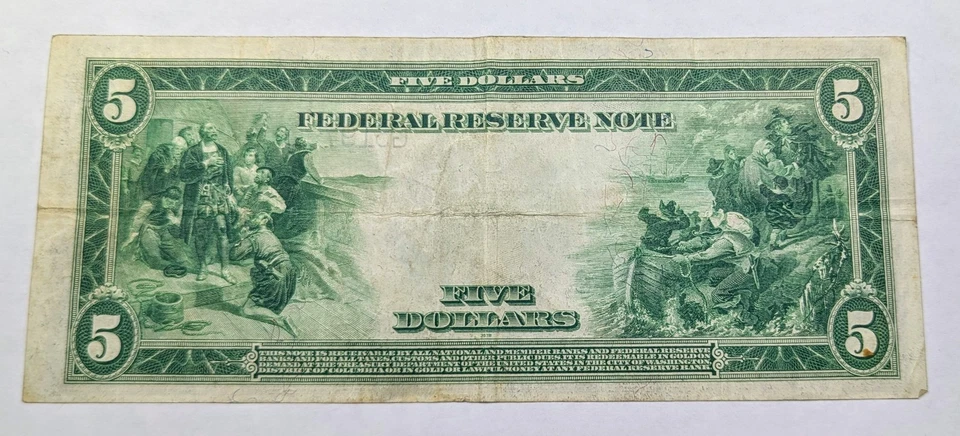 5 FIVE DOLLARS 5
FEDERAL RESERVE NOTE
FIVE
DOLLARS
5 5
THIS NOTE IS RECEIVABLE BY ALL NATIONAL AND MEMBER BANKS AND FEDERAL RESERVE
BANKS AND FOR ALL TAXES, CUSTOMS AND OTHER PUBLIC DUES. IT IS REDEEMABLE IN GOLD ON
DEMAND AT THE TREASURY DEPARTMENT OF THE UNITED STATES IN THE CITY OF WASHINGTON,
DISTRICT OF COLUMBIA OR IN GOLD OR LAWFUL MONEY AT ANY FEDERAL RESERVE BANK.